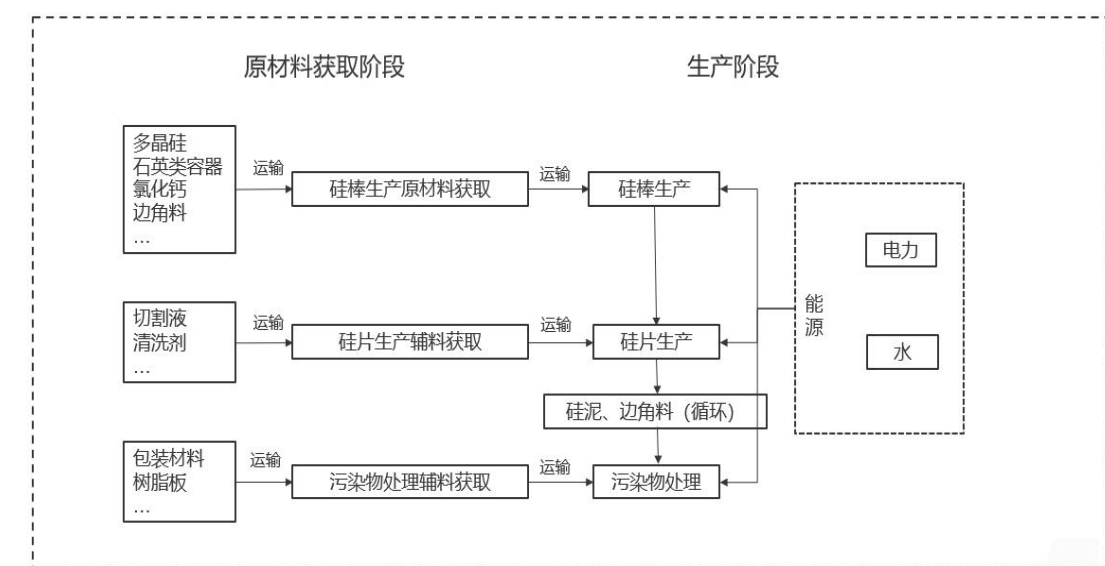 原材料获取阶段
生产阶段
多晶硅
石英类容器
氯化钙
边角料
…
运输
硅棒生产原材料获取
运输
硅棒生产
切割液
清洗剂
…
运输
硅片生产辅料获取
运输
硅片生产
硅泥、边角料（循环）
包装材料
树脂板
…
运输
污染物处理辅料获取
运输
污染物处理
能
源
电力
水